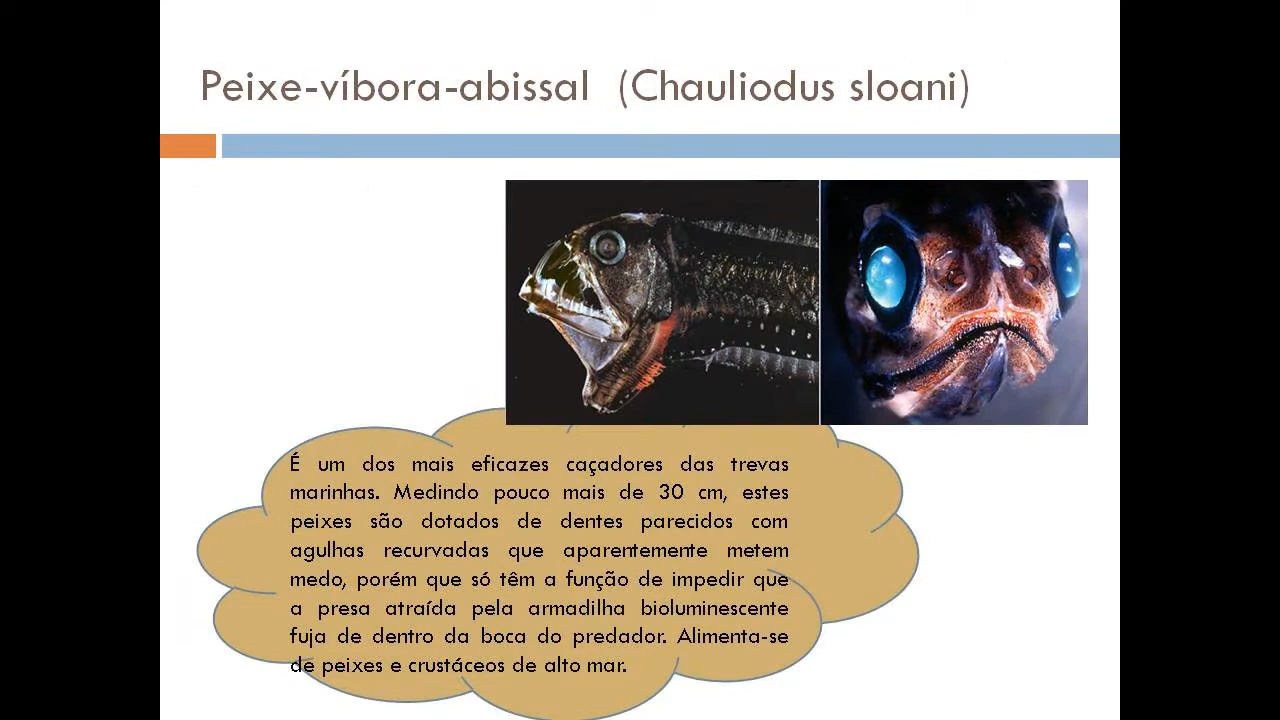 Peixe-víbora-abissal (Chauliodus sloani)
É um dos mais eficazes caçadores das trevas
marinhas. Medindo pouco mais de 30 cm, estes
peixes são dotados de dentes parecidos com
agulhas recurvadas que aparentemente metem
medo, porém que só têm a função de impedir que
a presa atraída pela armadilha bioluminescente
fuja de dentro da boca do predador. Alimenta-se
de peixes e crustáceos de alto mar.